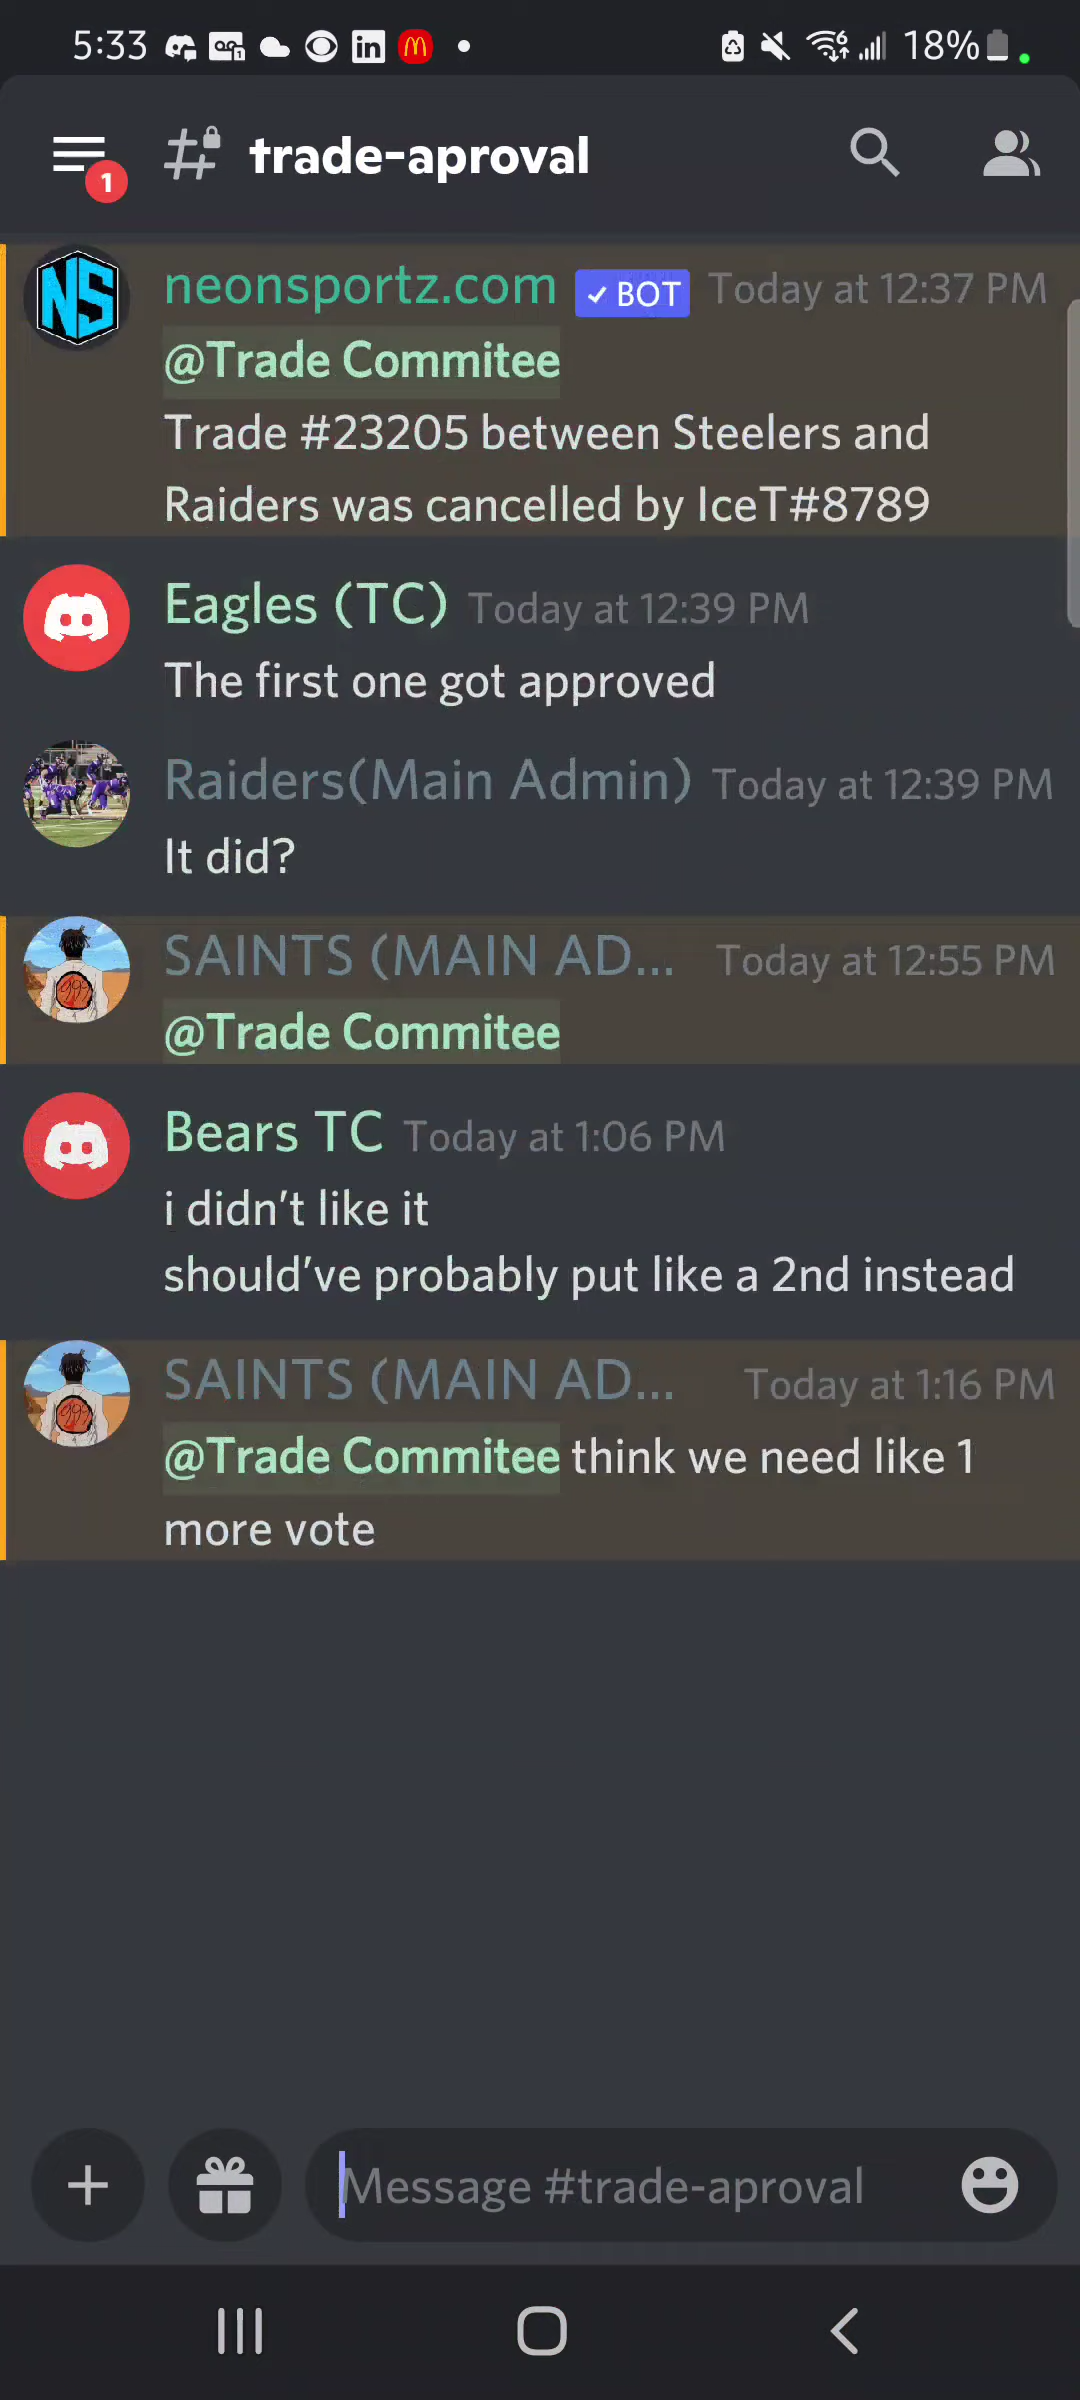 5:33 18%
1
trade-aproval
NS
neonsportz.com BOT Today at 12:37 PM
@Trade Commitee
Trade #23205 between Steelers and
Raiders was cancelled by IceT#8789
Eagles (TC) Today at 12:39 PM
The first one got approved
Raiders(Main Admin) Today at 12:39 PM
It did?
SAINTS (MAIN AD... Today at 12:55 PM
999
@Trade Commitee
Bears TC Today at 1:06 PM
i didn't like it
should've probably put like a 2nd instead
SAINTS (MAIN AD... Today at 1:16 PM
999
@Trade Commitee think we need like 1
more vote
Message #trade-aproval